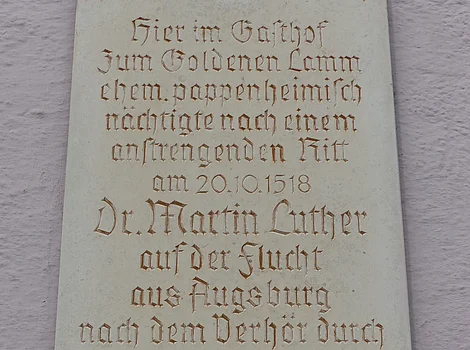 Hier im Gasthof
Zum Goldenen Lamm
ehem. pappenheimisch
nächtigte nach einem
anstrengenden Ritt
am 20.10.1518
Dr. Martin Luther
auf der Flucht
aus Augsburg
nach dem Verhör durch